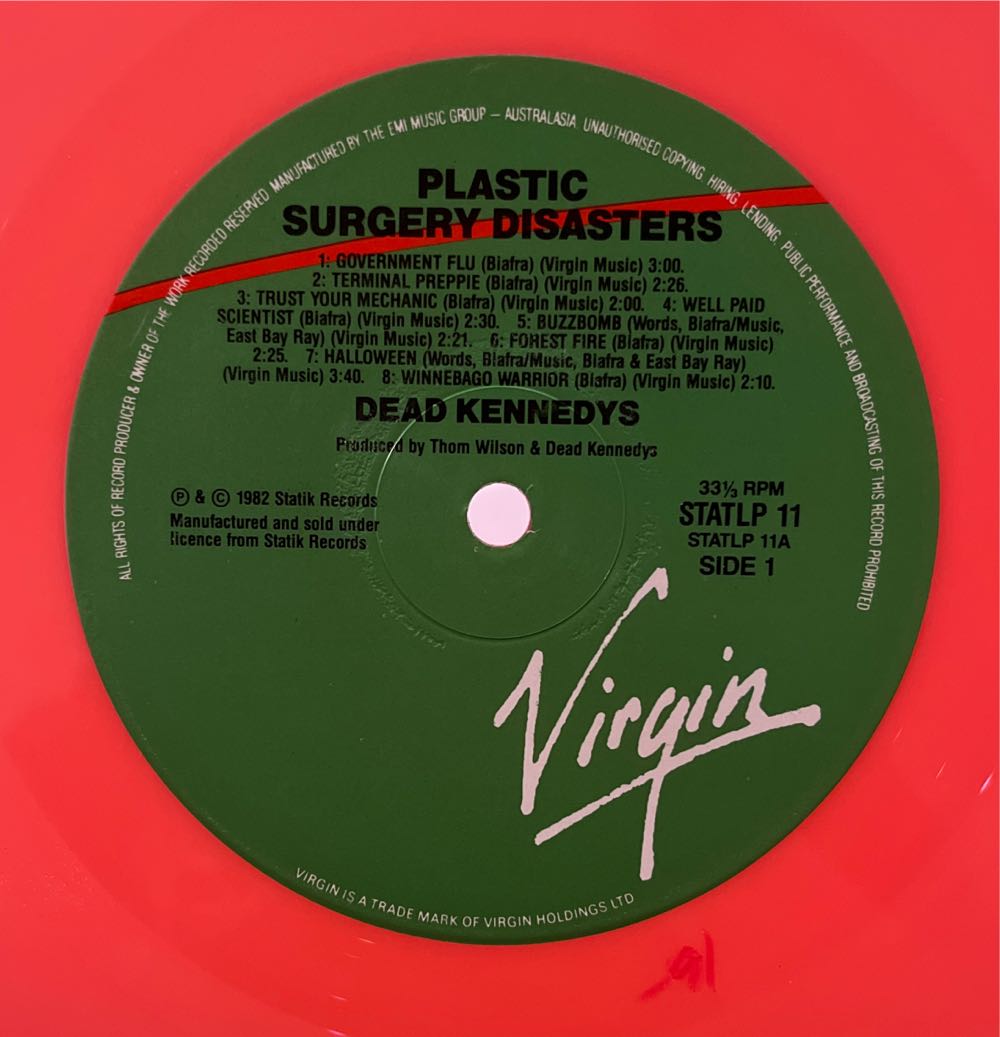 ALL RIGHTS OF RECORD PRODUCER & OWNER OF THE WORK RECORDED RESERVED MANUFACTURED BY THE EMI MUSIC GROUP – AUSTRALASIA. UNAUTHORISED COPYING, HIRING, LENDING, PUBLIC PERFORMANCE AND BROADCASTING OF THIS RECORD PROHIBITED
PLASTIC
SURGERY DISASTERS
1: GOVERNMENT FLU (Biafra) (Virgin Music) 3:00.
2: TERMINAL PREPPIE (Biafra) (Virgin Music) 2:26.
3: TRUST YOUR MECHANIC (Biafra) (Virgin Music) 2:00. 4: WELL PAID
SCIENTIST (Biafra) (Virgin Music) 2:30. 5: BUZZBOMB (Words, Biafra/Music,
East Bay Ray) (Virgin Music) 2:21. 6: FOREST FIRE (Biafra) (Virgin Music)
2:25. 7: HALLOWEEN (Words, Biafra/Music, Biafra & East Bay Ray)
(Virgin Music) 3:40. 8: WINNEBAGO WARRIOR (Biafra) (Virgin Music) 2:10.
DEAD KENNEDYS
Produced by Thom Wilson & Dead Kennedys
Ⓟ & © 1982 Statik Records
Manufactured and sold under
licence from Statik Records
33⅓ RPM
STATLP 11
STATLP 11A
SIDE 1
Virgin
VIRGIN IS A TRADE MARK OF VIRGIN HOLDINGS LTD